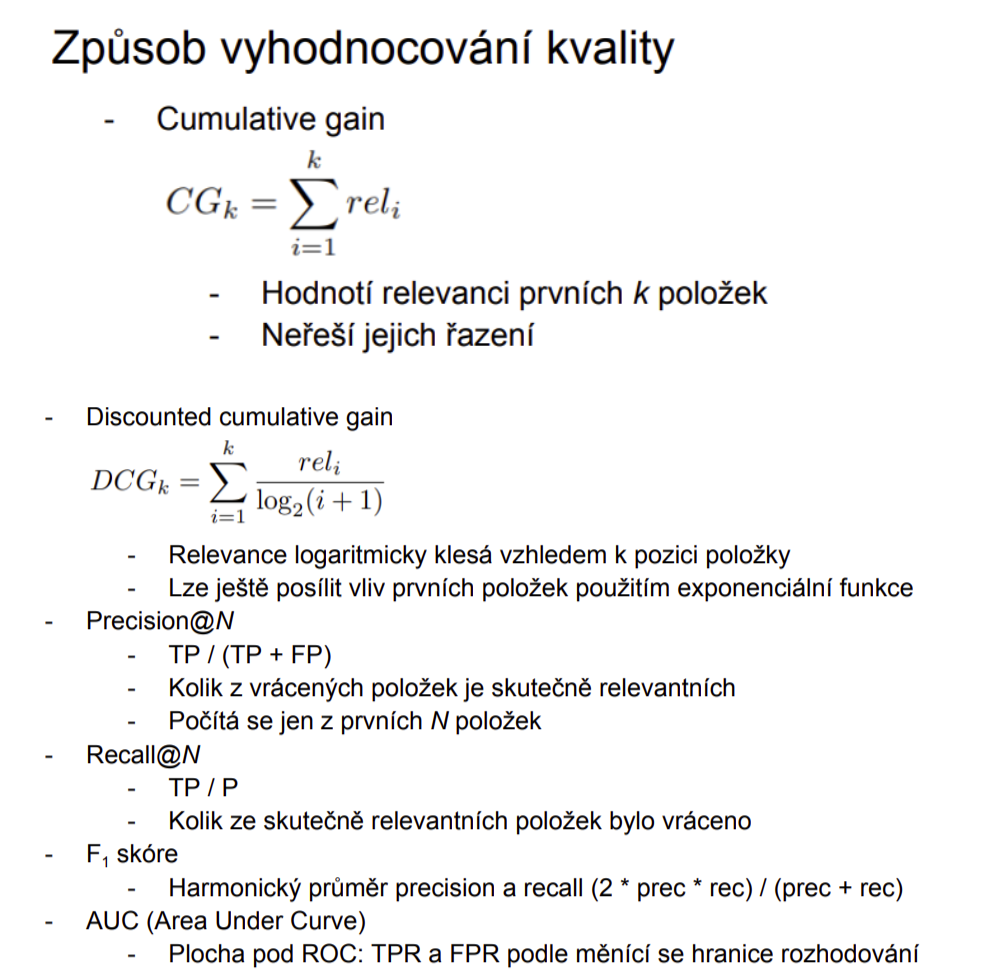 Způsob vyhodnocování kvality
- Cumulative gain
CG_k = \sum_{i=1}^{k} rel_i
- Hodnotí relevanci prvních k položek
- Neřeší jejich řazení
- Discounted cumulative gain
DCG_k = \sum_{i=1}^{k} \frac{rel_i}{\log_2(i + 1)}
- Relevance logaritmicky klesá vzhledem k pozici položky
- Lze ještě posílit vliv prvních položek použitím exponenciální funkce
- Precision@N
- TP / (TP + FP)
- Kolik z vrácených položek je skutečně relevantních
- Počítá se jen z prvních N položek
- Recall@N
- TP / P
- Kolik ze skutečně relevantních položek bylo vráceno
- F₁ skóre
- Harmonický průměr precision a recall (2 * prec * rec) / (prec + rec)
- AUC (Area Under Curve)
- Plocha pod ROC: TPR a FPR podle měnící se hranice rozhodování